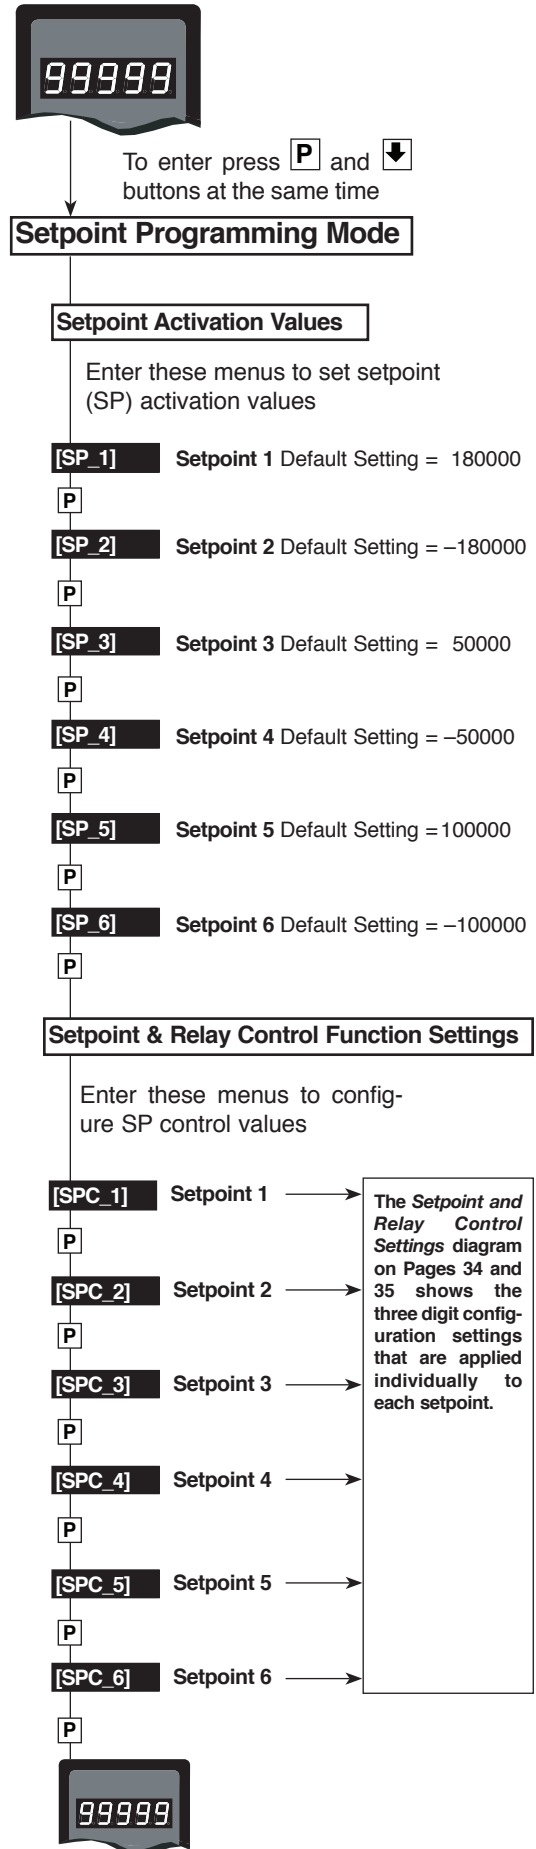 99999
To enter press P and
buttons at the same time
Setpoint Programming Mode
Setpoint Activation Values
Enter these menus to set setpoint
(SP) activation values
[SP_1] Setpoint 1 Default Setting = 180000
P
[SP_2] Setpoint 2 Default Setting = –180000
P
[SP_3] Setpoint 3 Default Setting = 50000
P
[SP_4] Setpoint 4 Default Setting = –50000
P
[SP_5] Setpoint 5 Default Setting =100000
P
[SP_6] Setpoint 6 Default Setting = –100000
P
Setpoint & Relay Control Function Settings
Enter these menus to config-
ure SP control values
[SPC_1] Setpoint 1
P
[SPC_2] Setpoint 2
P
[SPC_3] Setpoint 3
P
[SPC_4] Setpoint 4
P
[SPC_5] Setpoint 5
P
[SPC_6] Setpoint 6
P
The Setpoint and
Relay Control
Settings diagram
on Pages 34 and
35 shows the
three digit config-
uration settings
that are applied
individually to
each setpoint.
99999